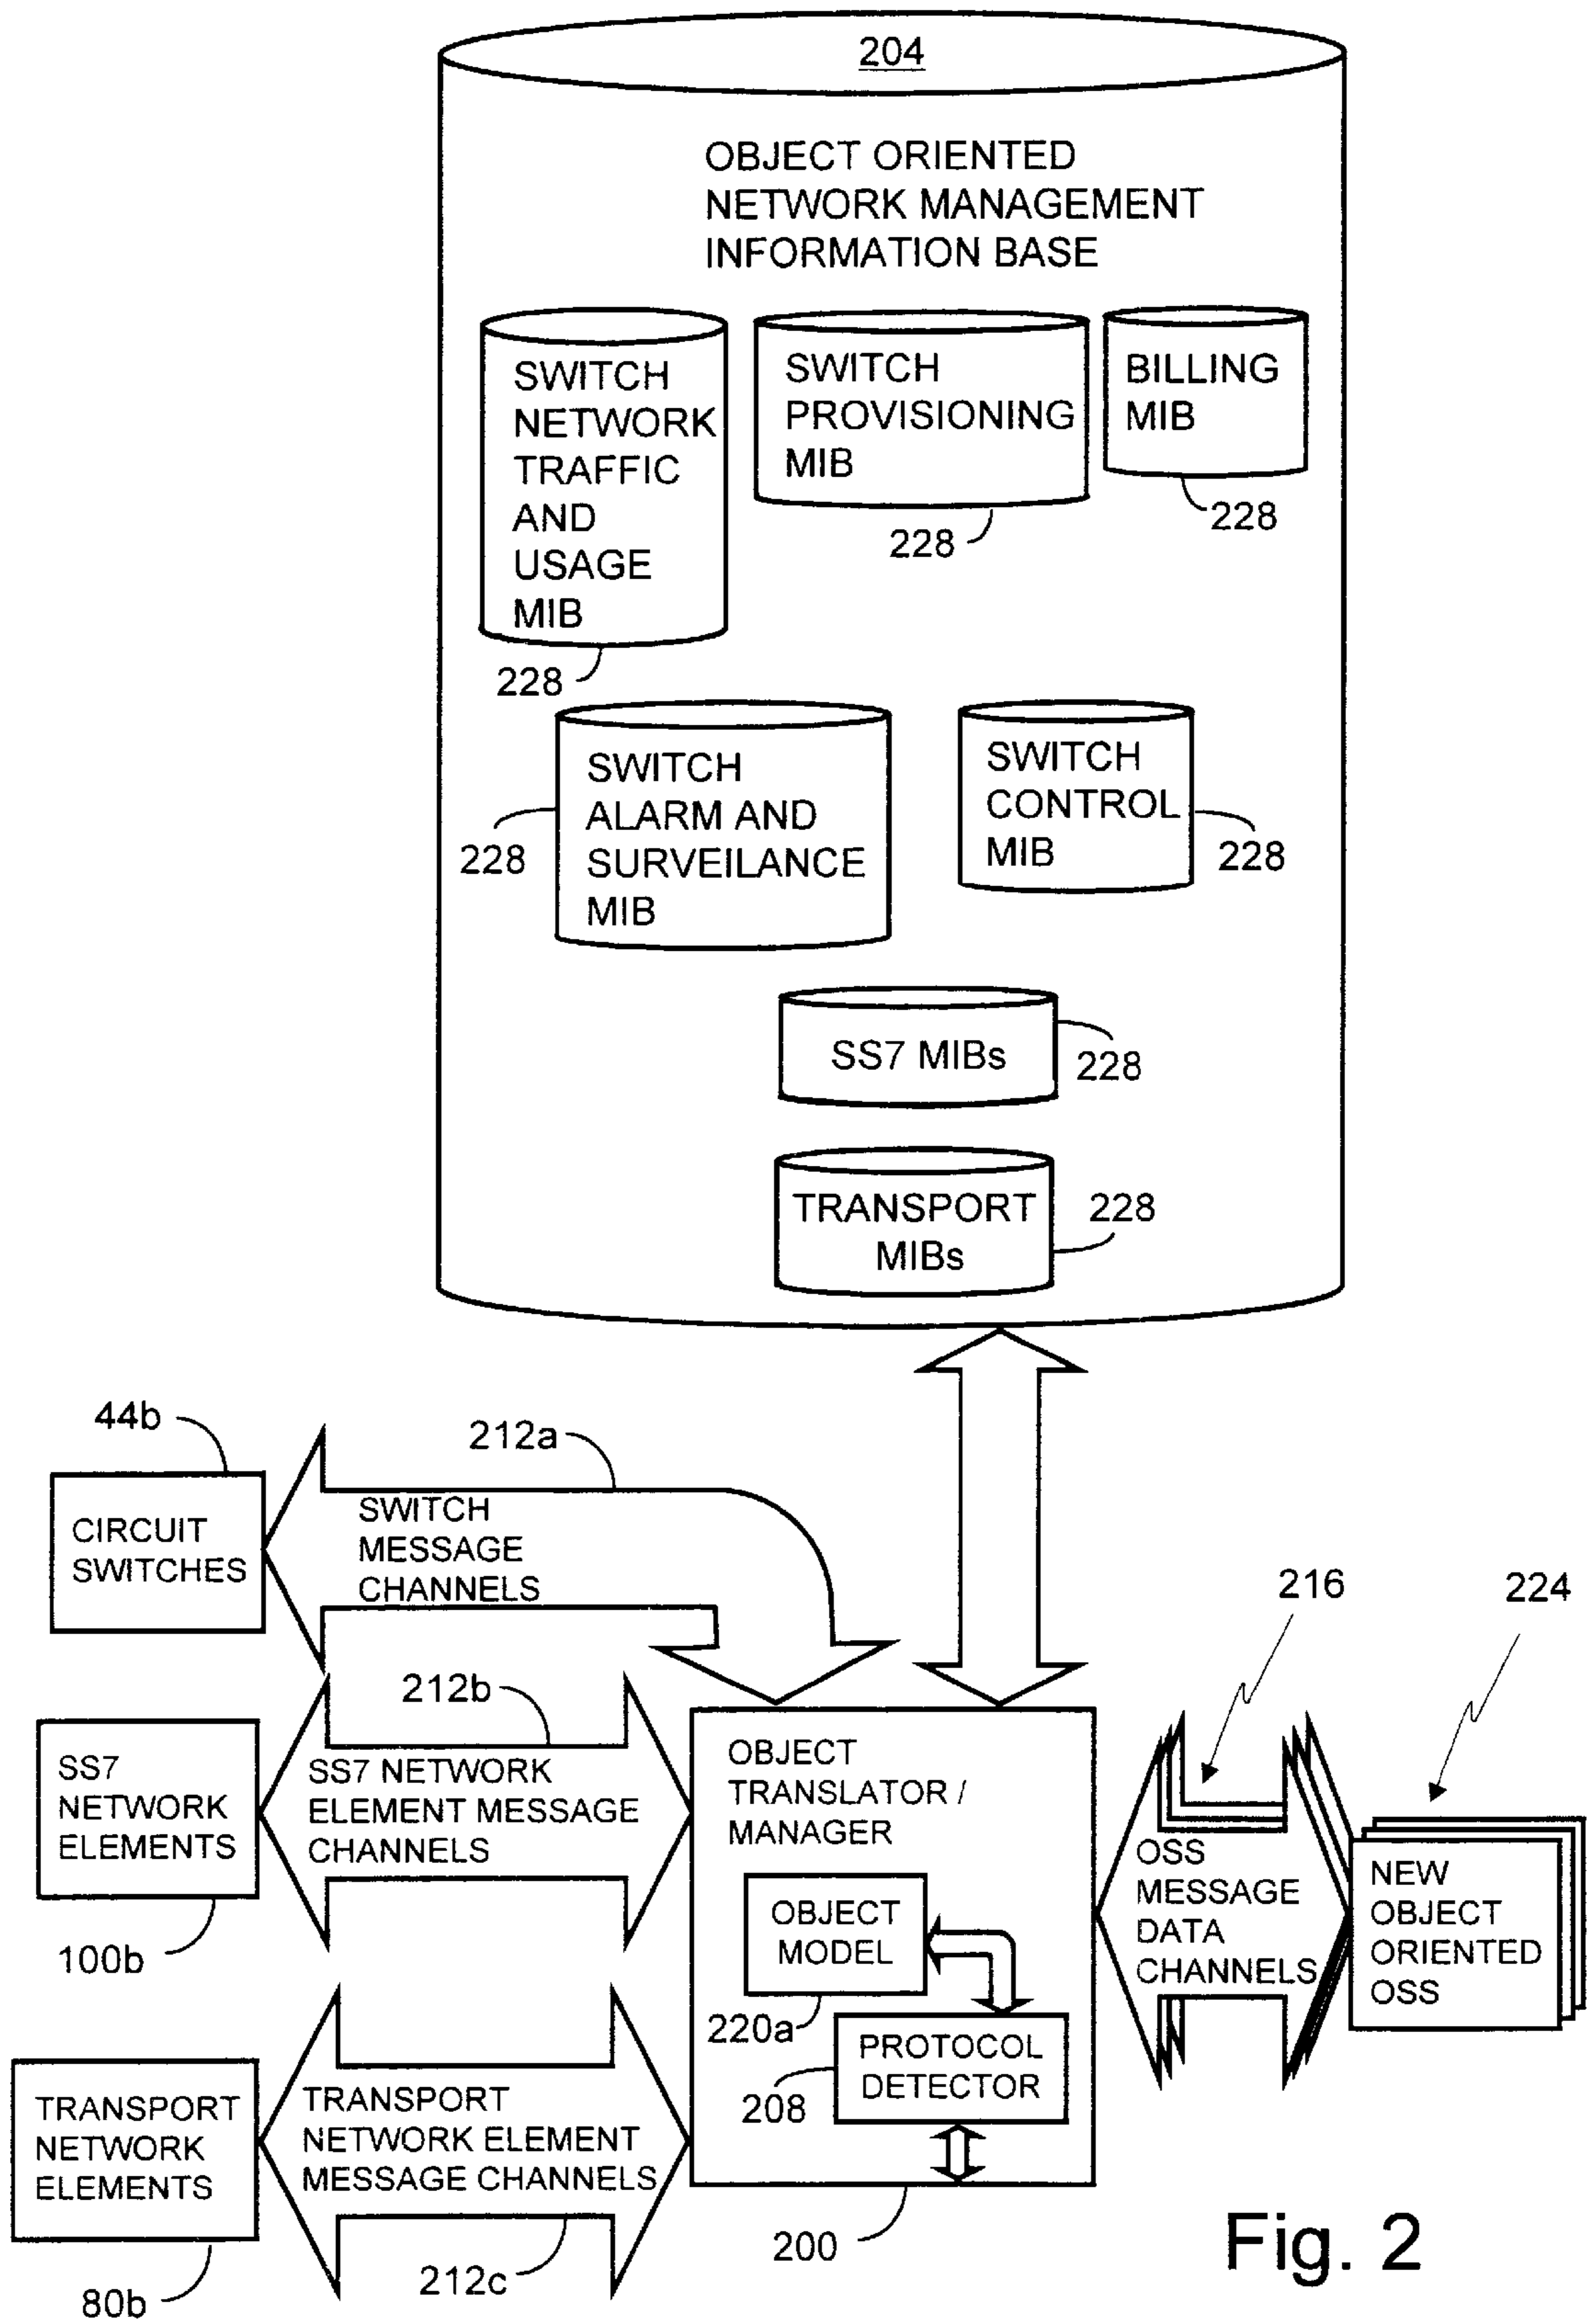 204
OBJECT ORIENTED
NETWORK MANAGEMENT
INFORMATION BASE
SWITCH
NETWORK
TRAFFIC
AND
USAGE
MIB
228
SWITCH
PROVISIONING
MIB
228
BILLING
MIB
228
SWITCH
ALARM AND
SURVEILANCE
MIB
228
SWITCH
CONTROL
MIB
228
SS7 MIBs
228
TRANSPORT
MIBs
228
44b
CIRCUIT
SWITCHES
212a
SWITCH
MESSAGE
CHANNELS
SS7
NETWORK
ELEMENTS
100b
212b
SS7 NETWORK
ELEMENT MESSAGE
CHANNELS
TRANSPORT
NETWORK
ELEMENTS
80b
TRANSPORT
NETWORK ELEMENT
MESSAGE CHANNELS
212c
OBJECT
TRANSLATOR /
MANAGER
OBJECT
MODEL
220a
PROTOCOL
DETECTOR
208
200
216
OSS
MESSAGE
DATA
CHANNELS
224
NEW
OBJECT
ORIENTED
OSS
Fig. 2